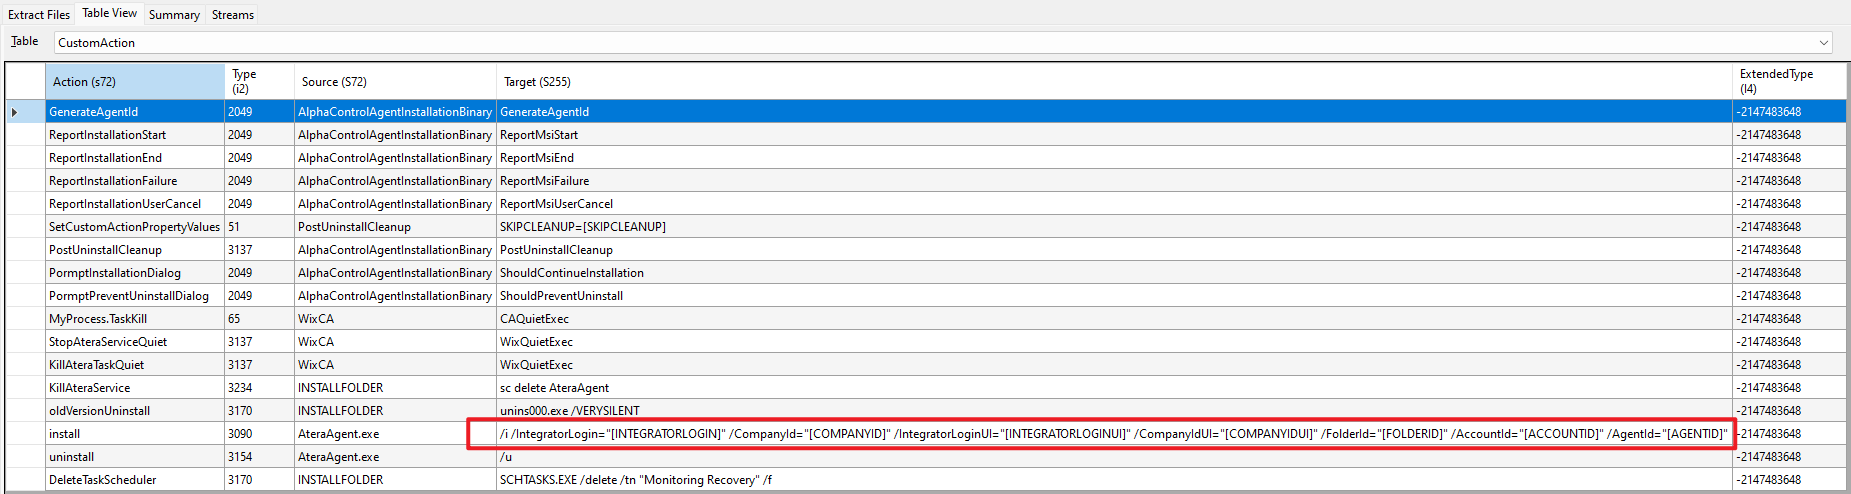 Extract Files Table View Summary Streams
Table CustomAction
Action (s72) Type (i2) Source (S72) Target (S255) ExtendedType (I4)
GenerateAgentId 2049 AlphaControlAgentInstallationBinary GenerateAgentId -2147483648
ReportInstallationStart 2049 AlphaControlAgentInstallationBinary ReportMsiStart -2147483648
ReportInstallationEnd 2049 AlphaControlAgentInstallationBinary ReportMsiEnd -2147483648
ReportInstallationFailure 2049 AlphaControlAgentInstallationBinary ReportMsiFailure -2147483648
ReportInstallationUserCancel 2049 AlphaControlAgentInstallationBinary ReportMsiUserCancel -2147483648
SetCustomActionPropertyValues 51 PostUninstallCleanup SKIPCLEANUP=[SKIPCLEANUP] -2147483648
PostUninstallCleanup 3137 AlphaControlAgentInstallationBinary PostUninstallCleanup -2147483648
PormptInstallationDialog 2049 AlphaControlAgentInstallationBinary ShouldContinueInstallation -2147483648
PormptPreventUninstallDialog 2049 AlphaControlAgentInstallationBinary ShouldPreventUninstall -2147483648
MyProcess.TaskKill 65 WixCA CAQuietExec -2147483648
StopAteraServiceQuiet 3137 WixCA WixQuietExec -2147483648
KillAteraTaskQuiet 3137 WixCA WixQuietExec -2147483648
KillAteraService 3234 INSTALLFOLDER sc delete AteraAgent -2147483648
oldVersionUninstall 3170 INSTALLFOLDER unins000.exe /VERYSILENT -2147483648
install 3090 AteraAgent.exe /i /IntegratorLogin="[INTEGRATORLOGIN]" /CompanyId="[COMPANYID]" /IntegratorLoginUI="[INTEGRATORLOGINUI]" /CompanyIdUI="[COMPANYIDUI]" /FolderId="[FOLDERID]" /AccountId="[ACCOUNTID]" /AgentId="[AGENTID]" -2147483648
uninstall 3154 AteraAgent.exe /u -2147483648
DeleteTaskScheduler 3170 INSTALLFOLDER SCHTASKS.EXE /delete /tn "Monitoring Recovery" /f -2147483648